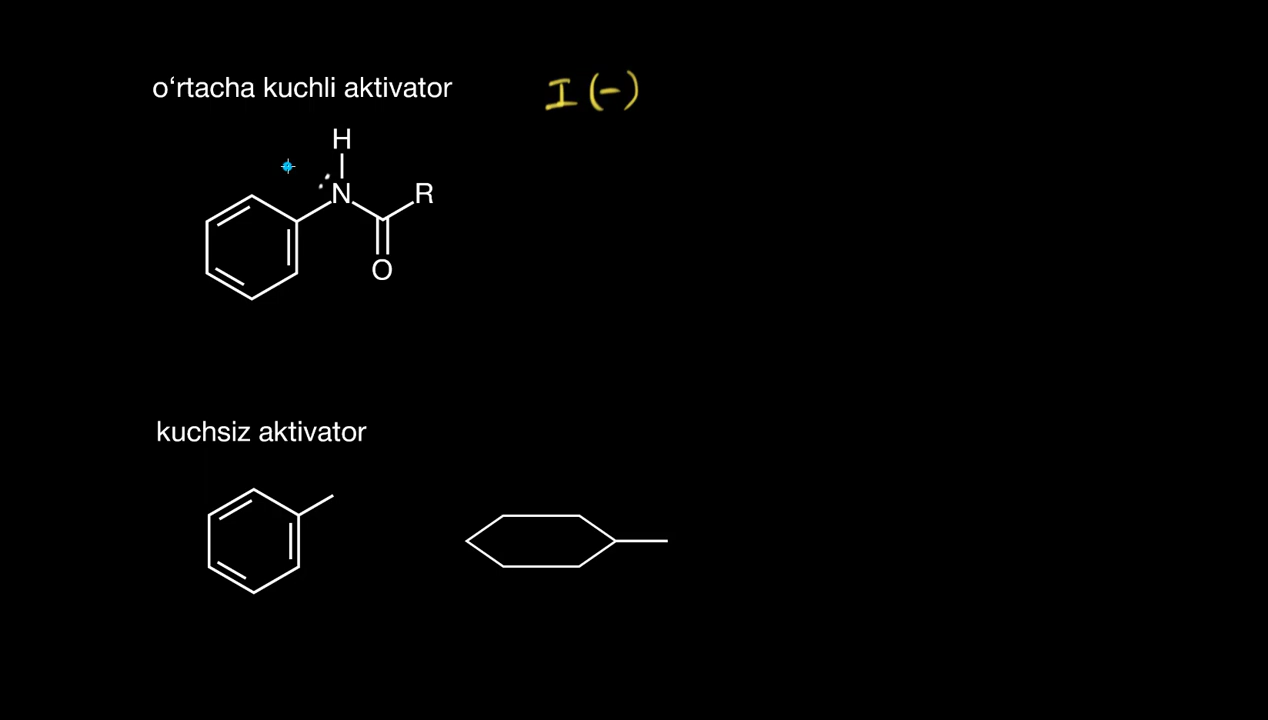 o‘rtacha kuchli aktivator
I (-)
H
N
R
O
kuchsiz aktivator